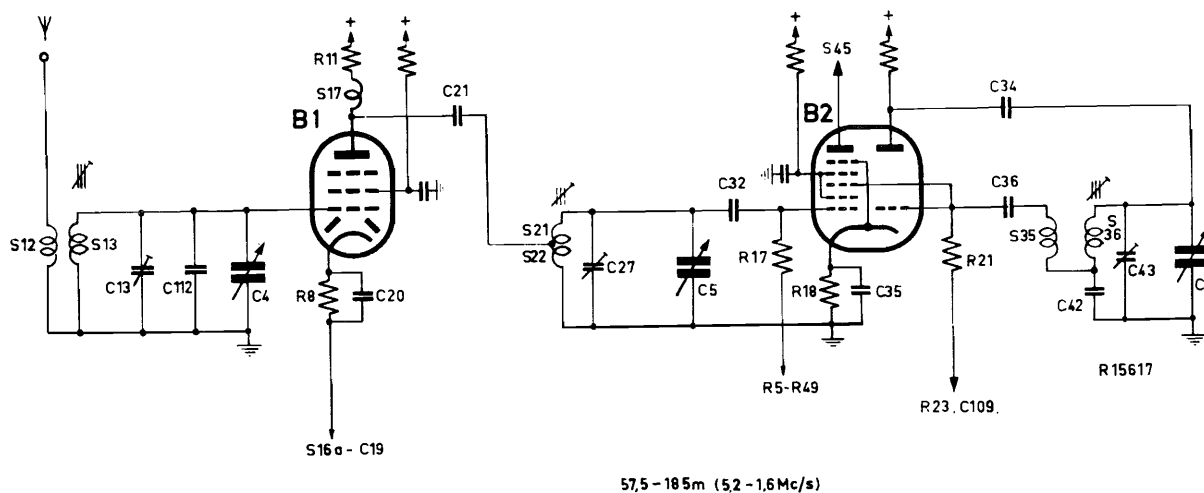 +
+
R11
S17
C21
B1
S12
S13
C13
C112
C4
R8
C20
S16a - C19
+
+
S45
B2
C34
C32
C36
S21
S22
C27
C5
R17
R18
C35
R21
S35
S
36
C42
C43
C
R5-R49
R23. C109.
R15617
57,5 - 185m (5,2 - 1,6 Mc/s)